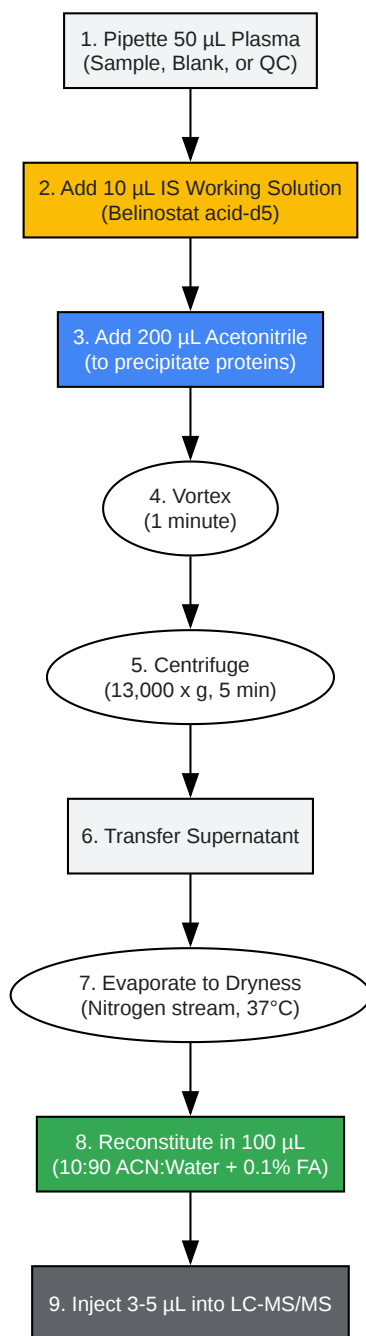 1. Pipette 50 µL Plasma
(Sample, Blank, or QC)
2. Add 10 µL IS Working Solution
(Belinostat acid-d5)
3. Add 200 µL Acetonitrile
(to precipitate proteins)
4. Vortex
(1 minute)
5. Centrifuge
(13,000 x g, 5 min)
6. Transfer Supernatant
7. Evaporate to Dryness
(Nitrogen stream, 37°C)
8. Reconstitute in 100 µL
(10:90 ACN:Water + 0.1% FA)
9. Inject 3-5 µL into LC-MS/MS